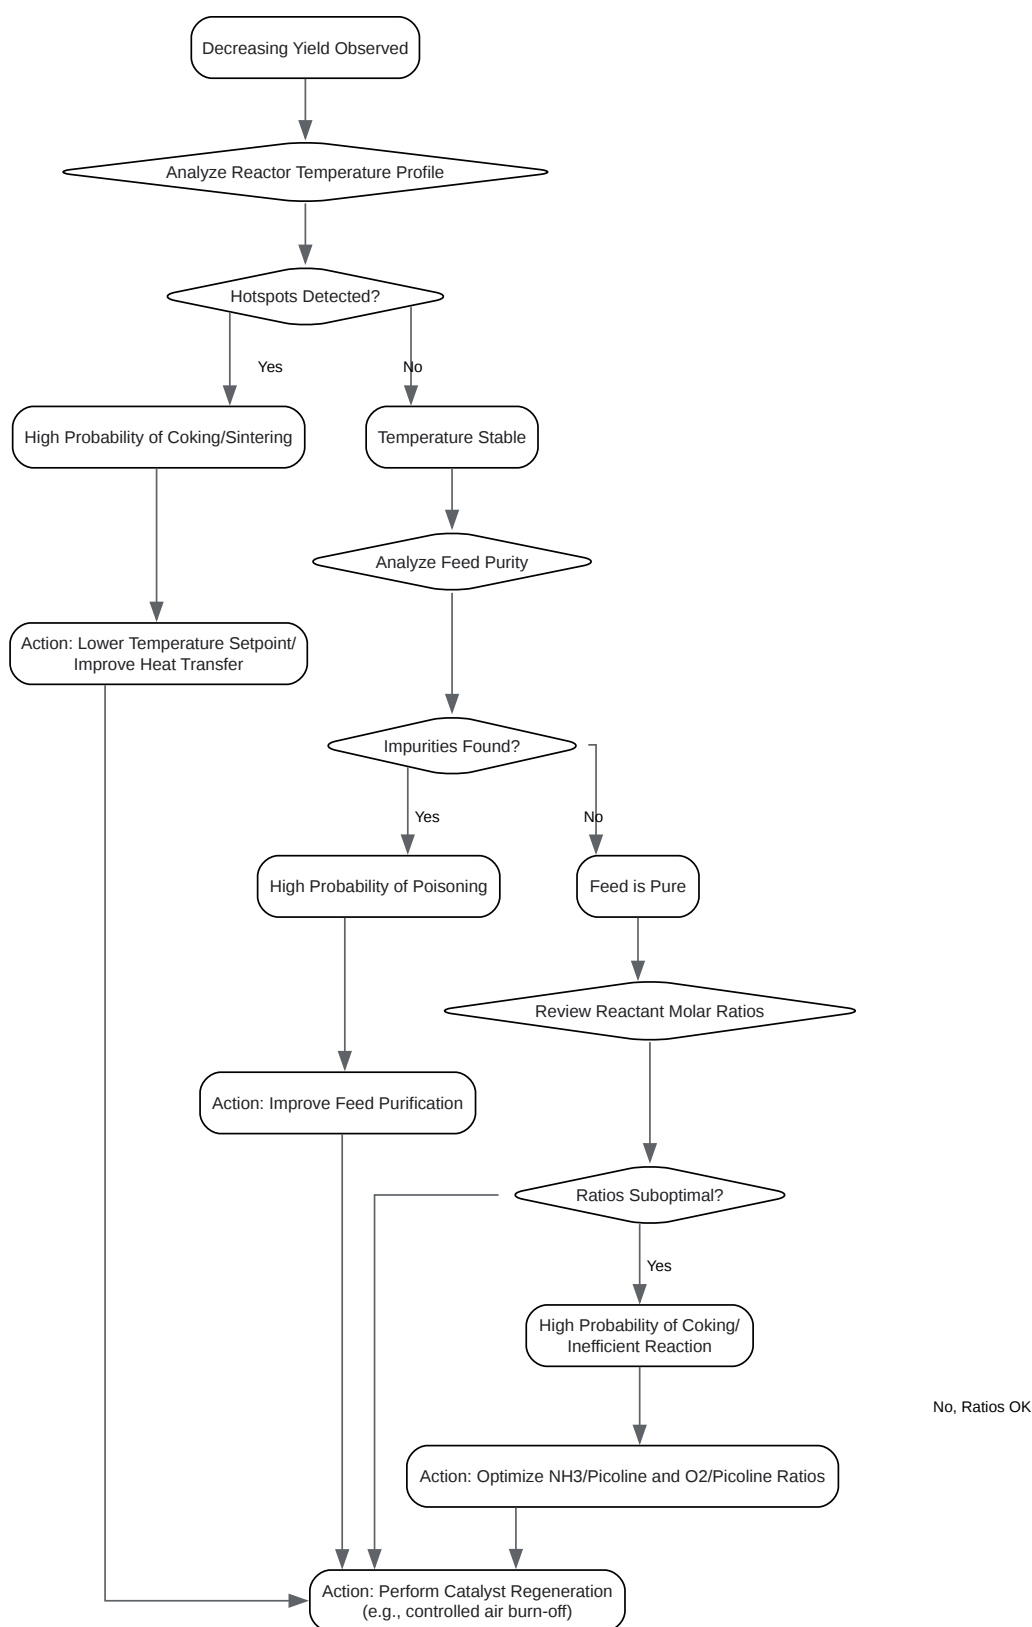 Decreasing Yield Observed
Analyze Reactor Temperature Profile
Hotspots Detected?
Yes
No
High Probability of Coking/Sintering
Temperature Stable
Analyze Feed Purity
Action: Lower Temperature Setpoint/
Improve Heat Transfer
Impurities Found?
Yes
No
High Probability of Poisoning
Feed is Pure
Review Reactant Molar Ratios
Action: Improve Feed Purification
Ratios Suboptimal?
Yes
High Probability of Coking/
Inefficient Reaction
No, Ratios OK
Action: Optimize NH3/Picoline and O2/Picoline Ratios
Action: Perform Catalyst Regeneration
(e.g., controlled air burn-off)